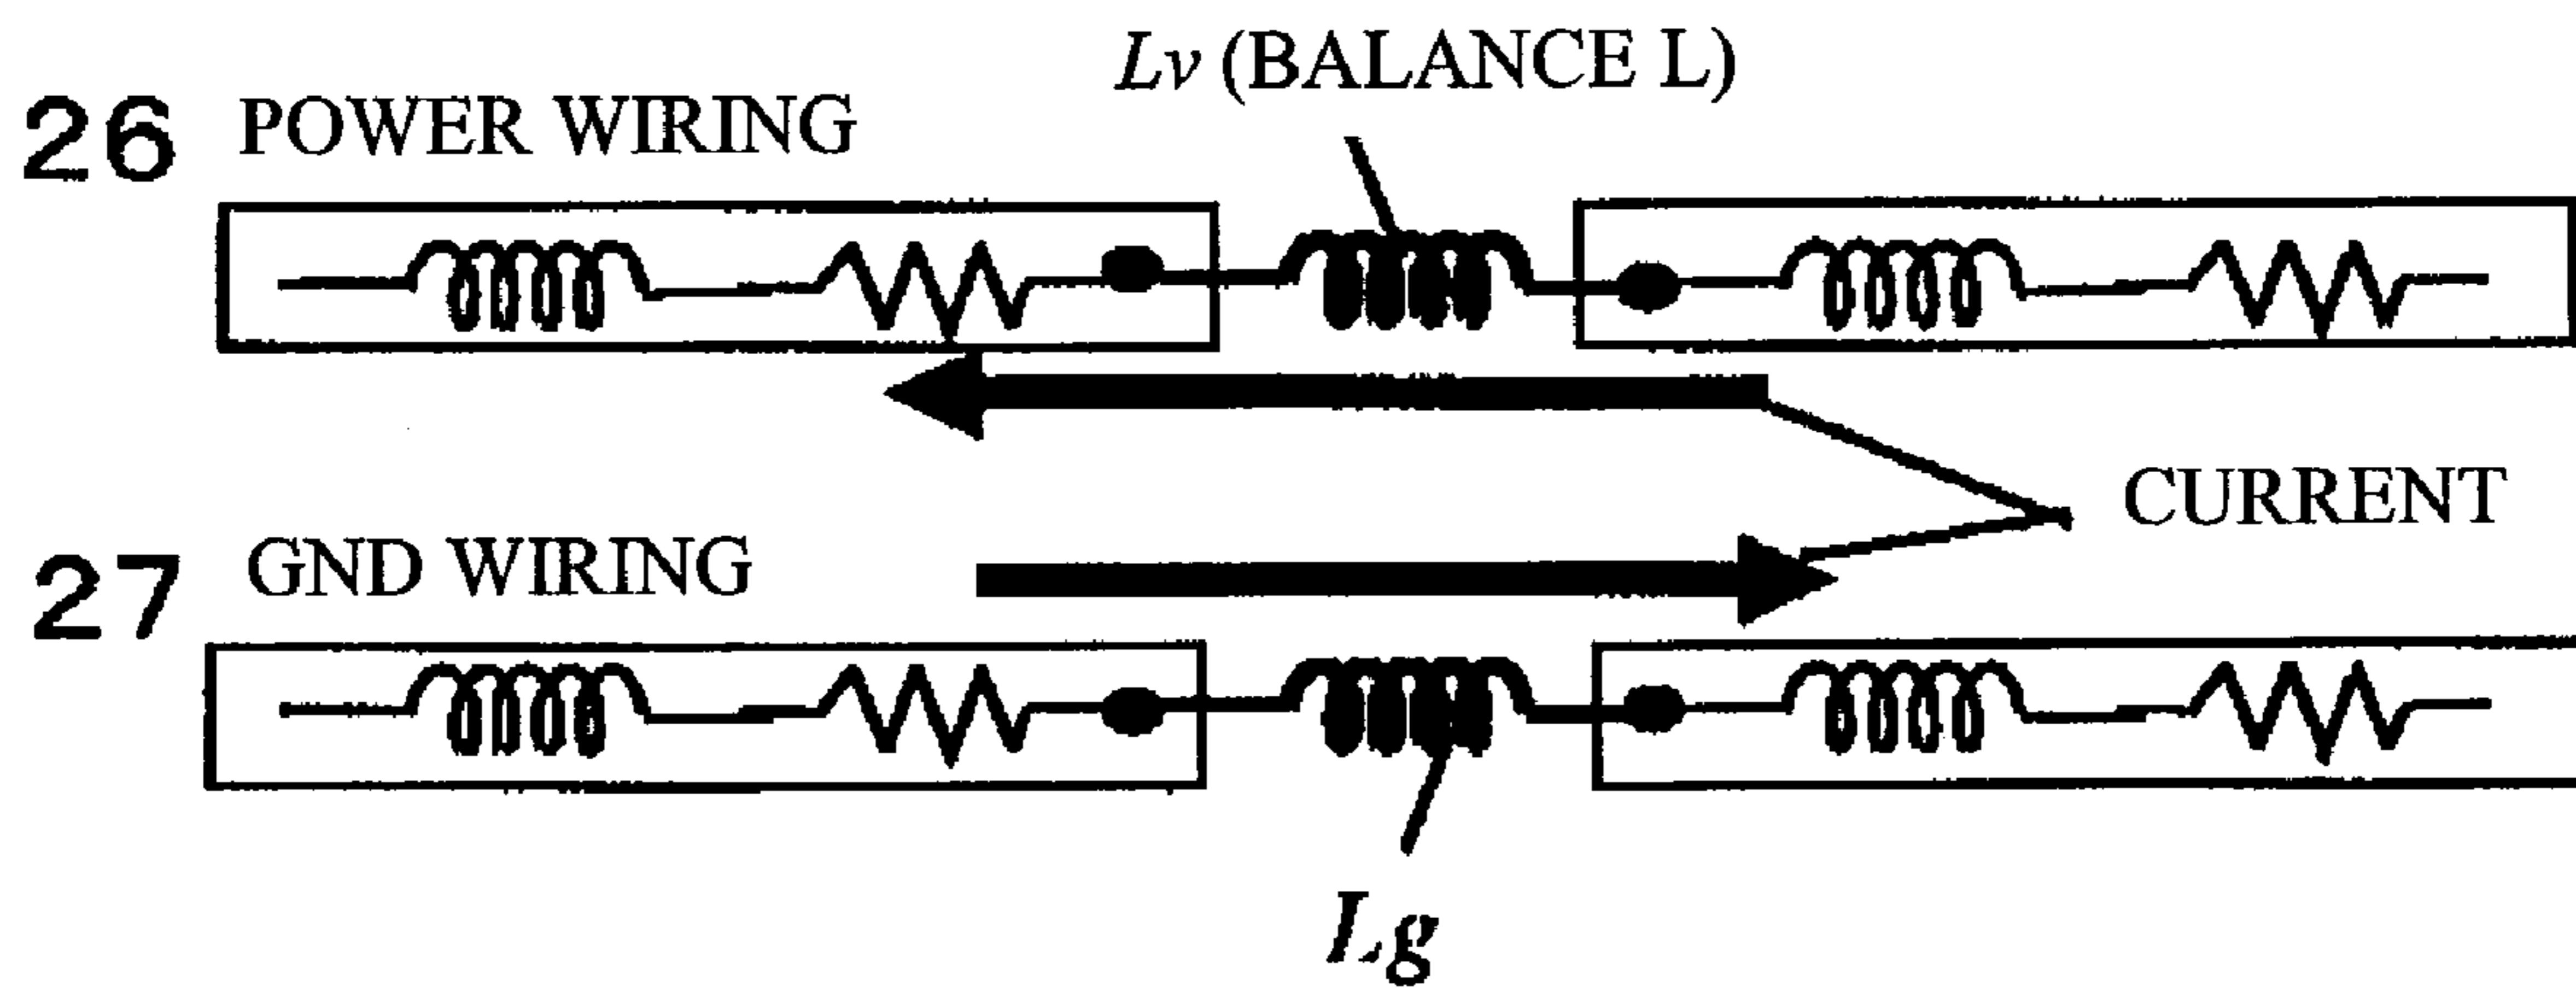 Lv (BALANCE L)
26 POWER WIRING
CURRENT
27 GND WIRING
Lg